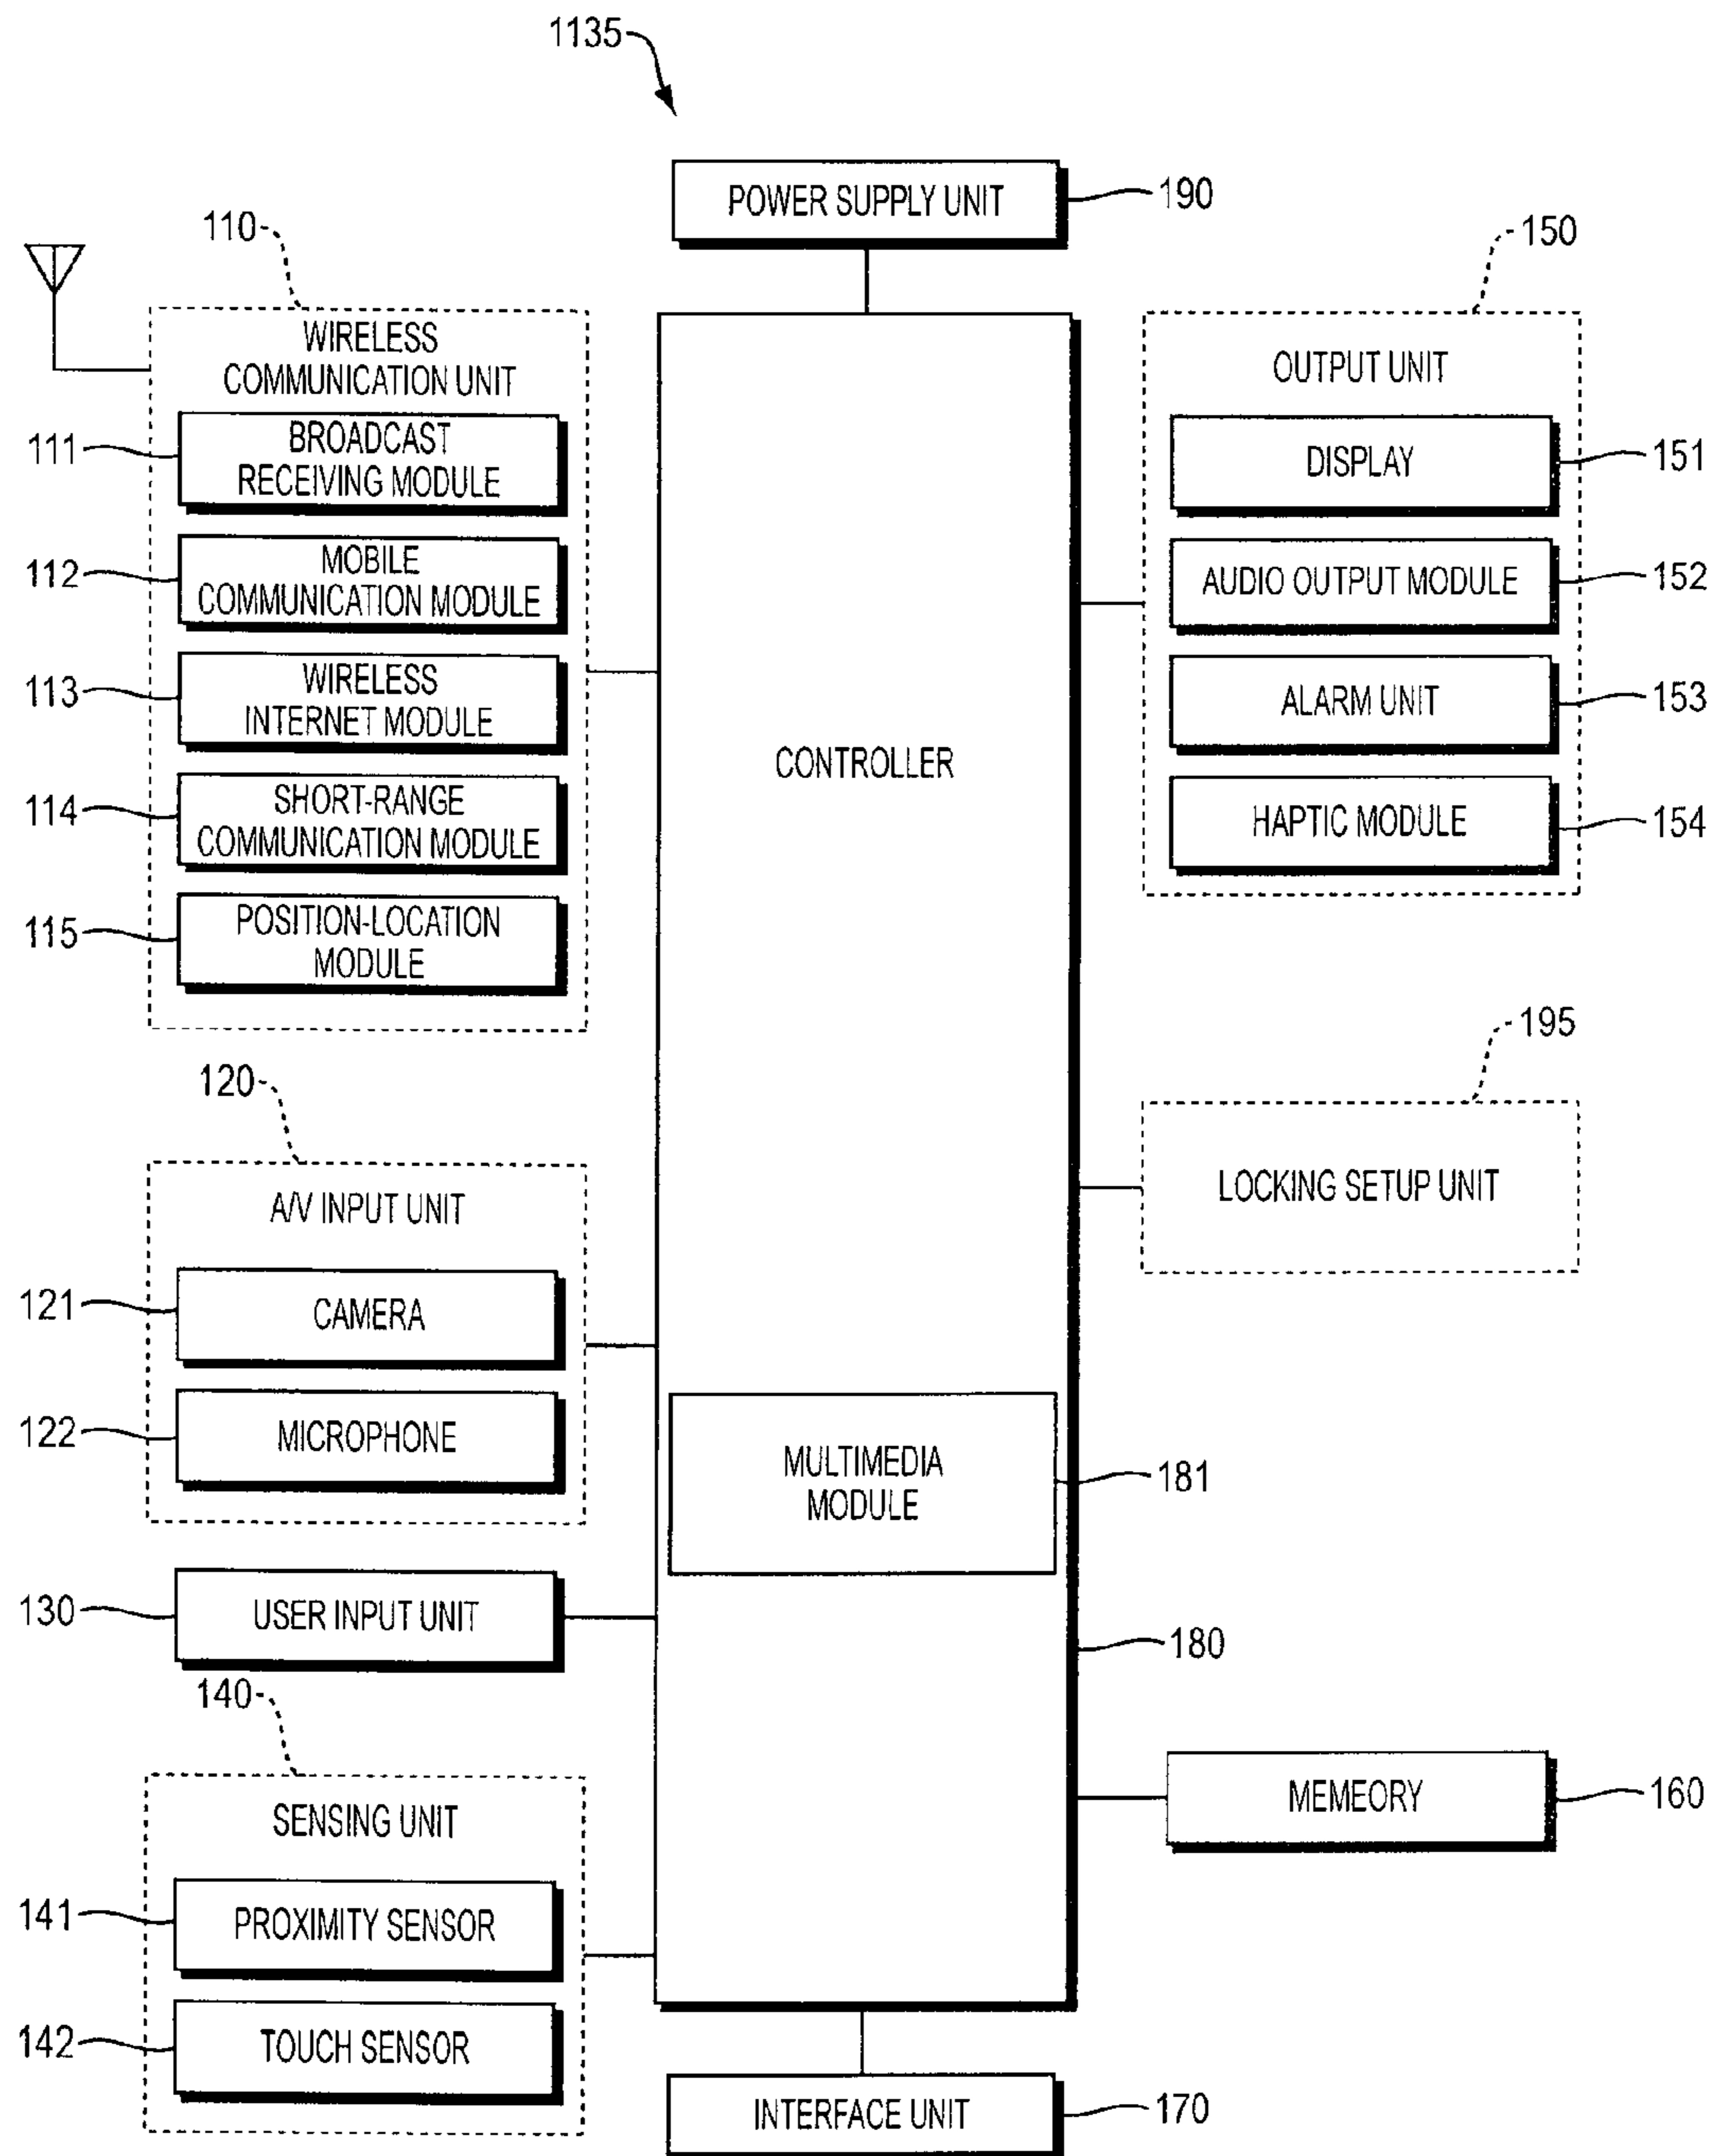 1135
POWER SUPPLY UNIT
190
110
WIRELESS
COMMUNICATION UNIT
111
BROADCAST
RECEIVING MODULE
112
MOBILE
COMMUNICATION MODULE
113
WIRELESS
INTERNET MODULE
114
SHORT-RANGE
COMMUNICATION MODULE
115
POSITION-LOCATION
MODULE
120
A/V INPUT UNIT
121
CAMERA
122
MICROPHONE
130
USER INPUT UNIT
140
SENSING UNIT
141
PROXIMITY SENSOR
142
TOUCH SENSOR
CONTROLLER
MULTIMEDIA
MODULE
181
180
INTERFACE UNIT
170
150
OUTPUT UNIT
DISPLAY
151
AUDIO OUTPUT MODULE
152
ALARM UNIT
153
HAPTIC MODULE
154
195
LOCKING SETUP UNIT
MEMEORY
160